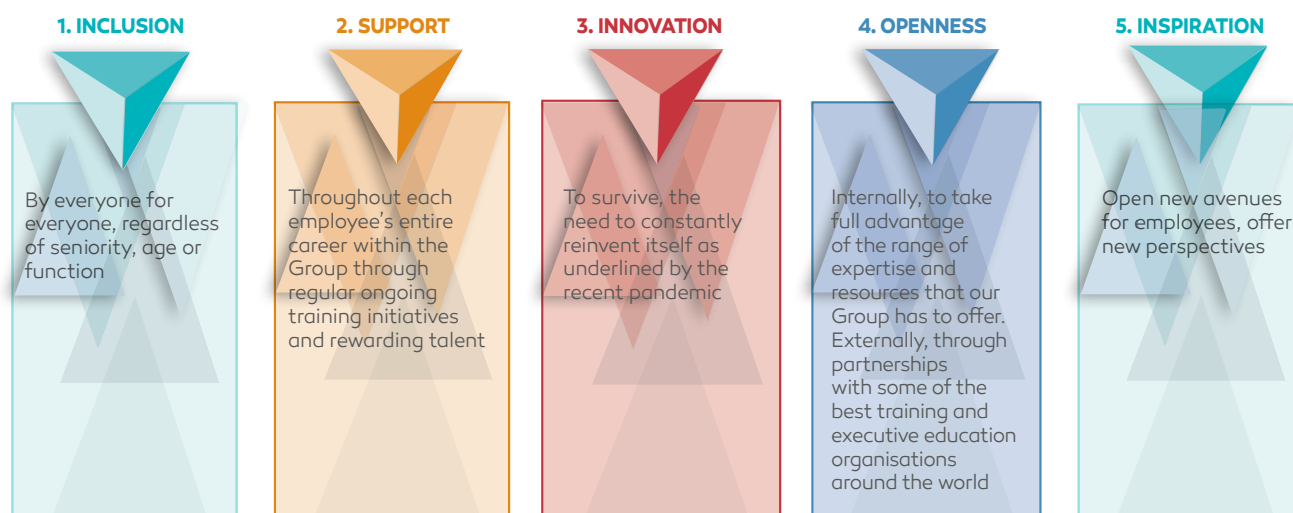 1. INCLUSION
By everyone for
everyone, regardless
of seniority, age or
function
2. SUPPORT
Throughout each
employee’s entire
career within the
Group through
regular ongoing
training initiatives
and rewarding talent
3. INNOVATION
To survive, the
need to constantly
reinvent itself as
underlined by the
recent pandemic
4. OPENNESS
Internally, to take
full advantage
of the range of
expertise and
resources that our
Group has to offer.
Externally, through
partnerships
with some of the
best training and
executive education
organisations
around the world
5. INSPIRATION
Open new avenues
for employees, offer
new perspectives